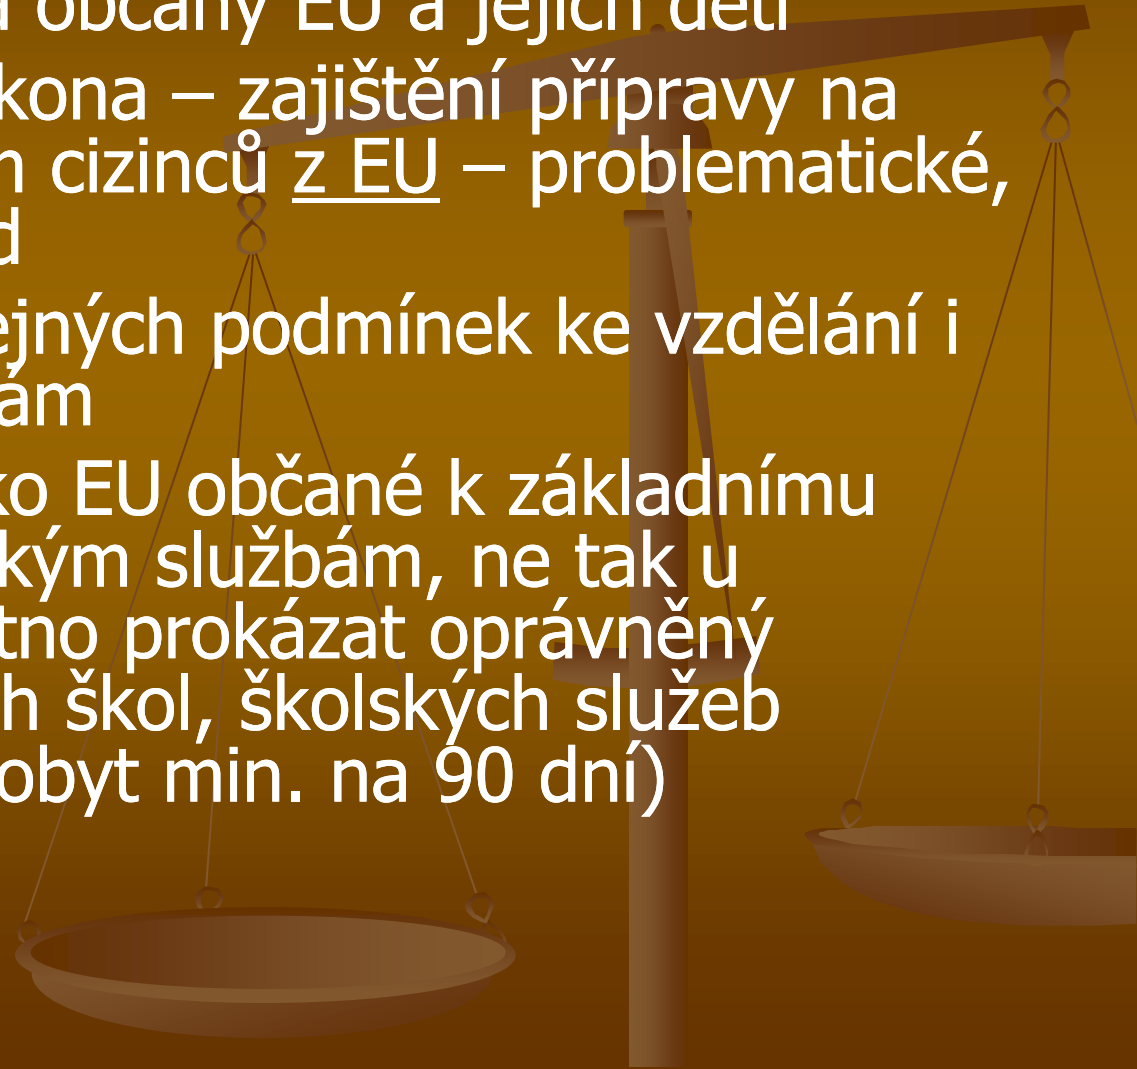 občany EU a jejich dětí
kona – zajištění přípravy na
cizinců z EU – problematické,
d
ejných podmínek ke vzdělání i
ám
ko EU občané k základnímu
kým službám, ne tak u
tno prokázat oprávněný
h škol, školských služeb
obyt min. na 90 dní)